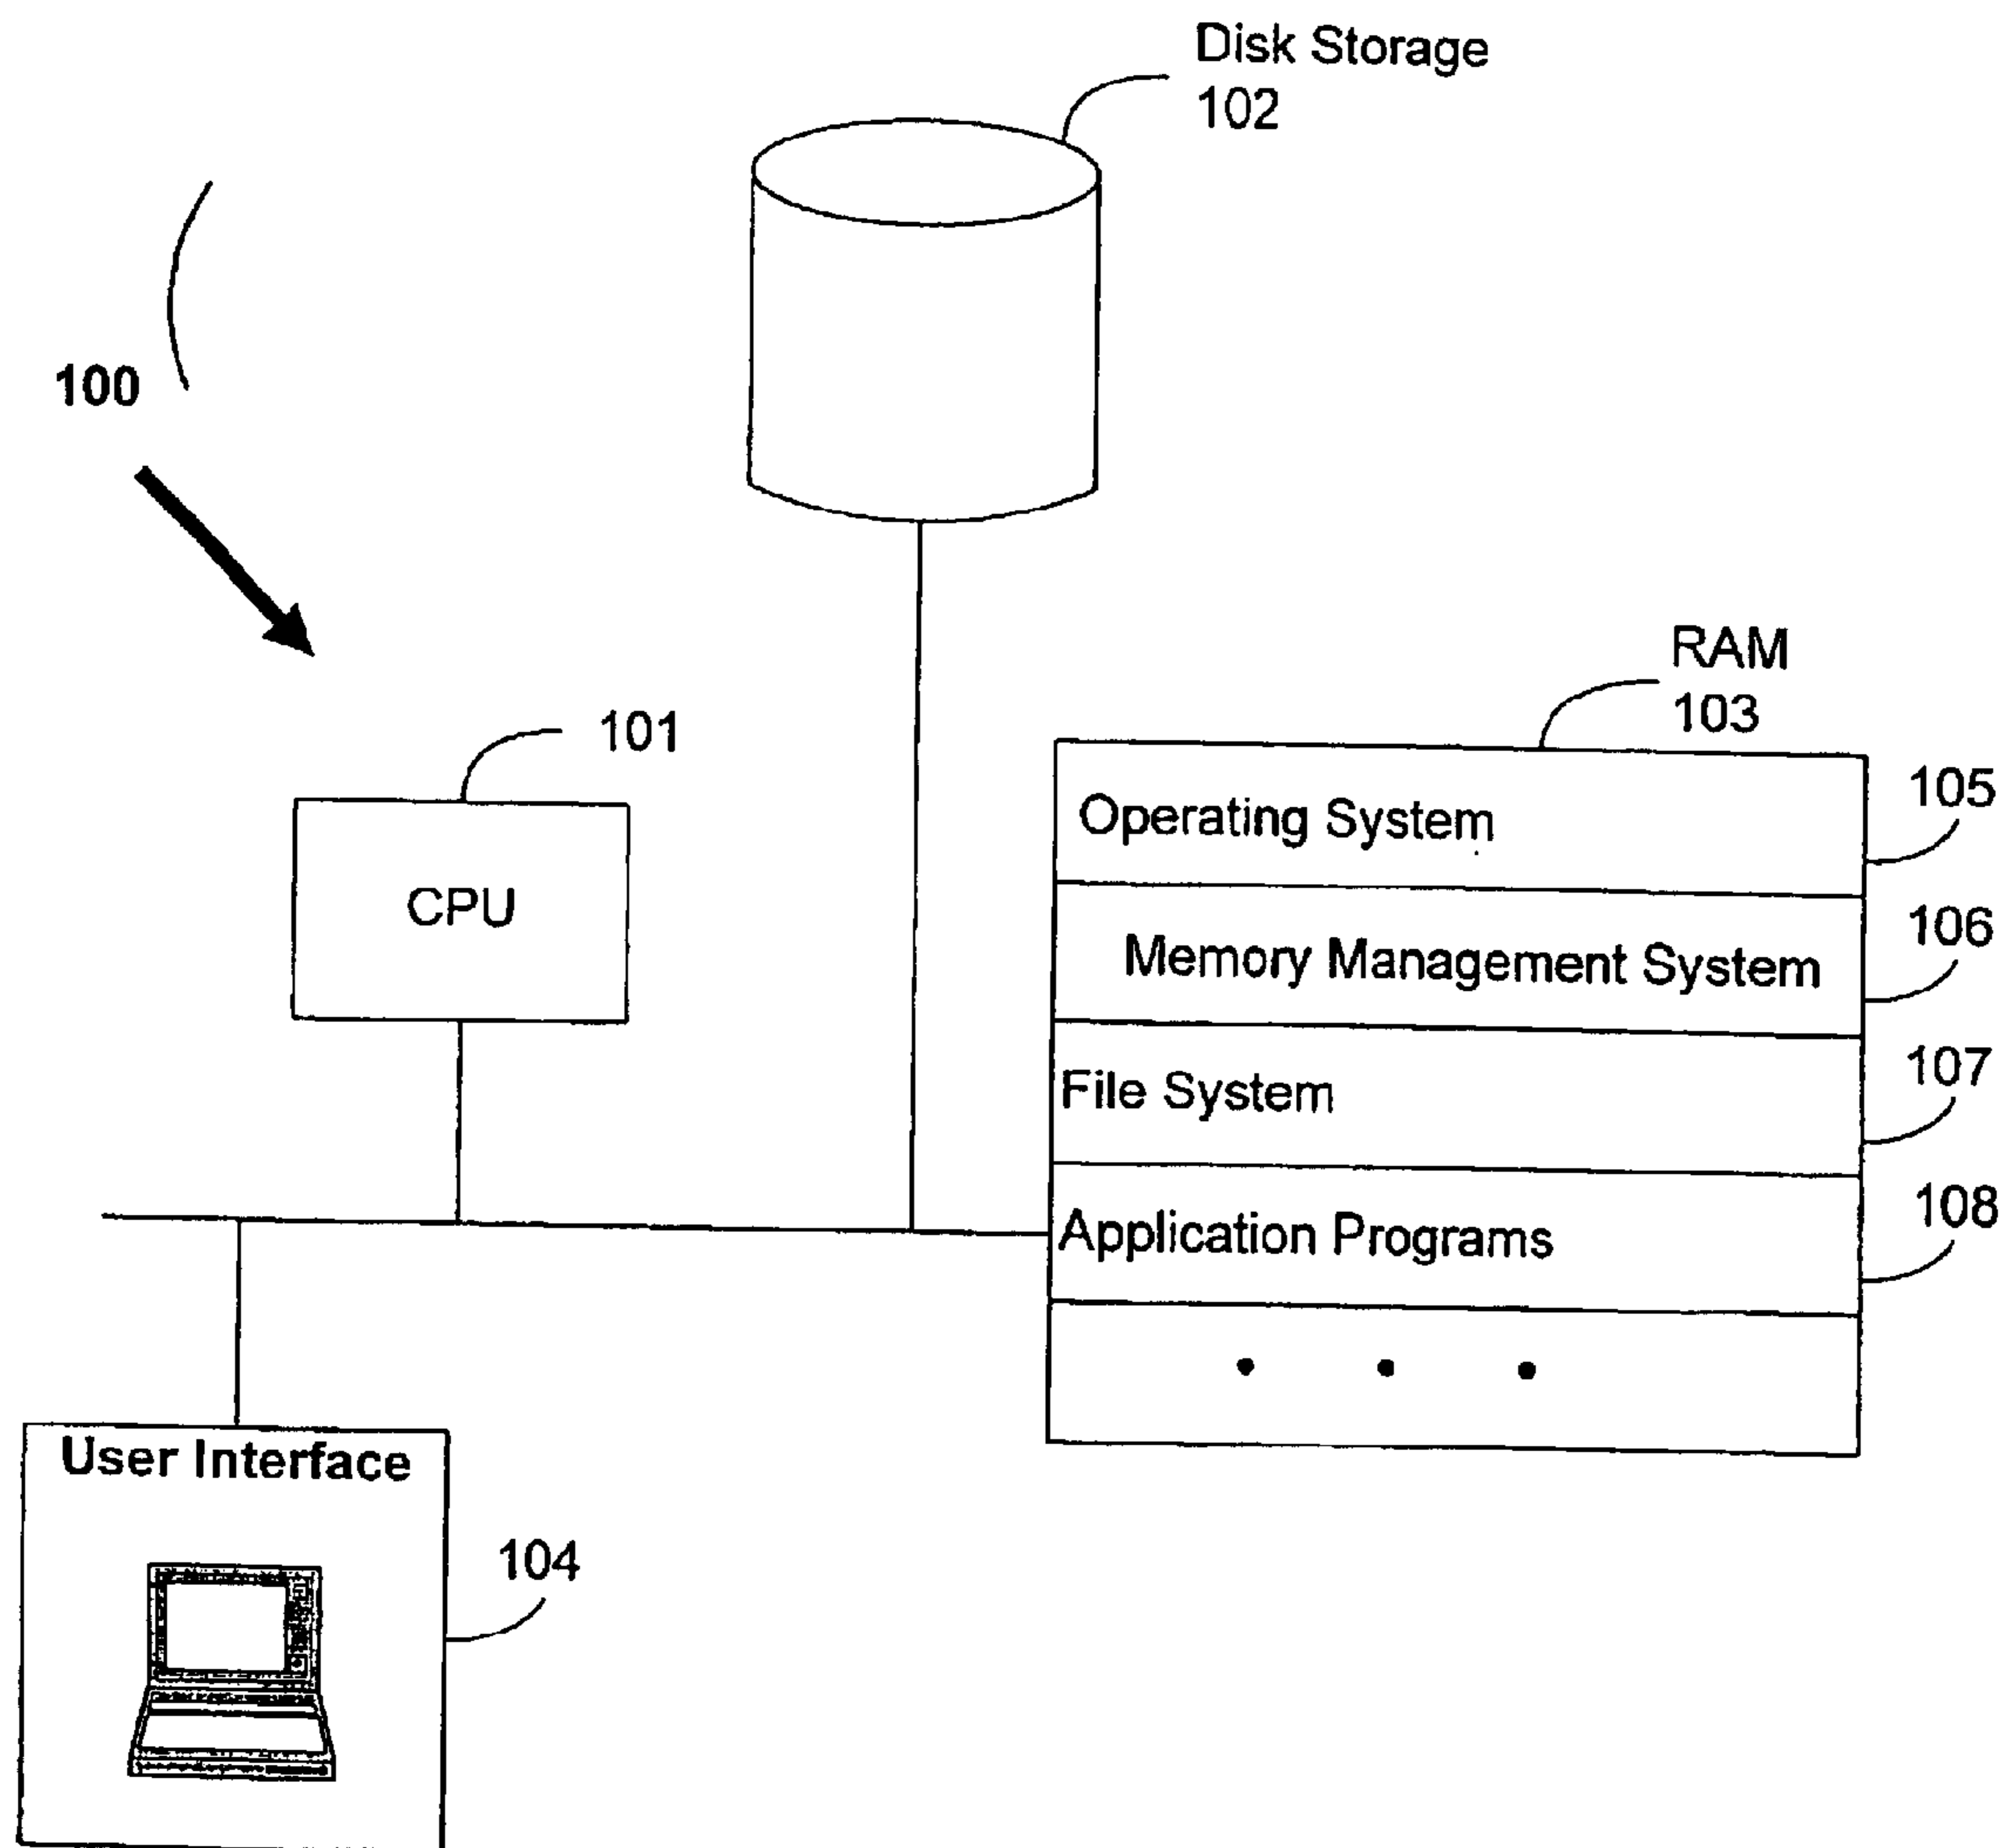 Disk Storage
102
100
RAM
103
101
105
Operating System
CPU
106
Memory Management System
107
File System
108
Application Programs
User Interface
104